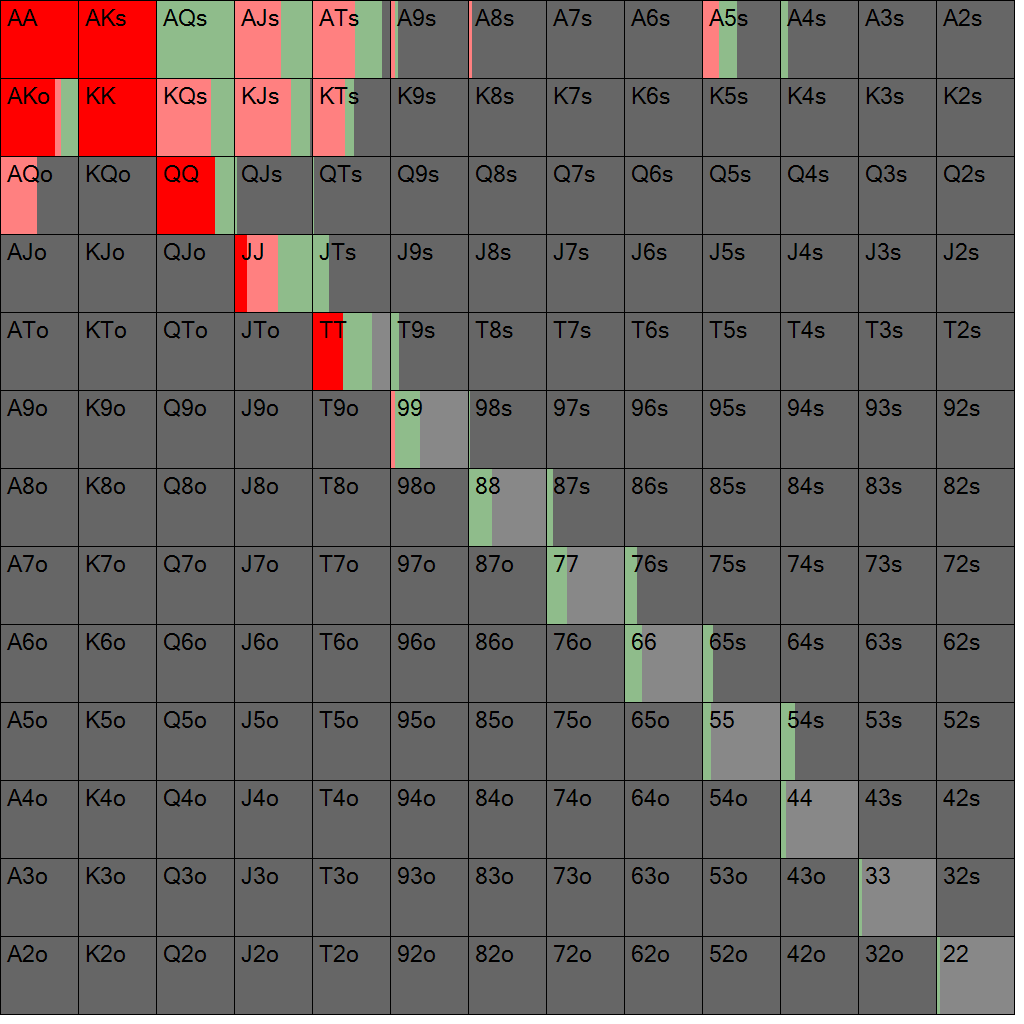 AA AKs AQs AJs ATs A9s A8s A7s A6s A5s A4s A3s A2s
AKo KK KQs KJs KTs K9s K8s K7s K6s K5s K4s K3s K2s
AQo KQo QQ QJs QTs Q9s Q8s Q7s Q6s Q5s Q4s Q3s Q2s
AJo KJo QJo JJ JTs J9s J8s J7s J6s J5s J4s J3s J2s
ATo KTo QTo JTo TT T9s T8s T7s T6s T5s T4s T3s T2s
A9o K9o Q9o J9o T9o 99 98s 97s 96s 95s 94s 93s 92s
A8o K8o Q8o J8o T8o 98o 88 87s 86s 85s 84s 83s 82s
A7o K7o Q7o J7o T7o 97o 87o 77 76s 75s 74s 73s 72s
A6o K6o Q6o J6o T6o 96o 86o 76o 66 65s 64s 63s 62s
A5o K5o Q5o J5o T5o 95o 85o 75o 65o 55 54s 53s 52s
A4o K4o Q4o J4o T4o 94o 84o 74o 64o 54o 44 43s 42s
A3o K3o Q3o J3o T3o 93o 83o 73o 63o 53o 43o 33 32s
A2o K2o Q2o J2o T2o 92o 82o 72o 62o 52o 42o 32o 22